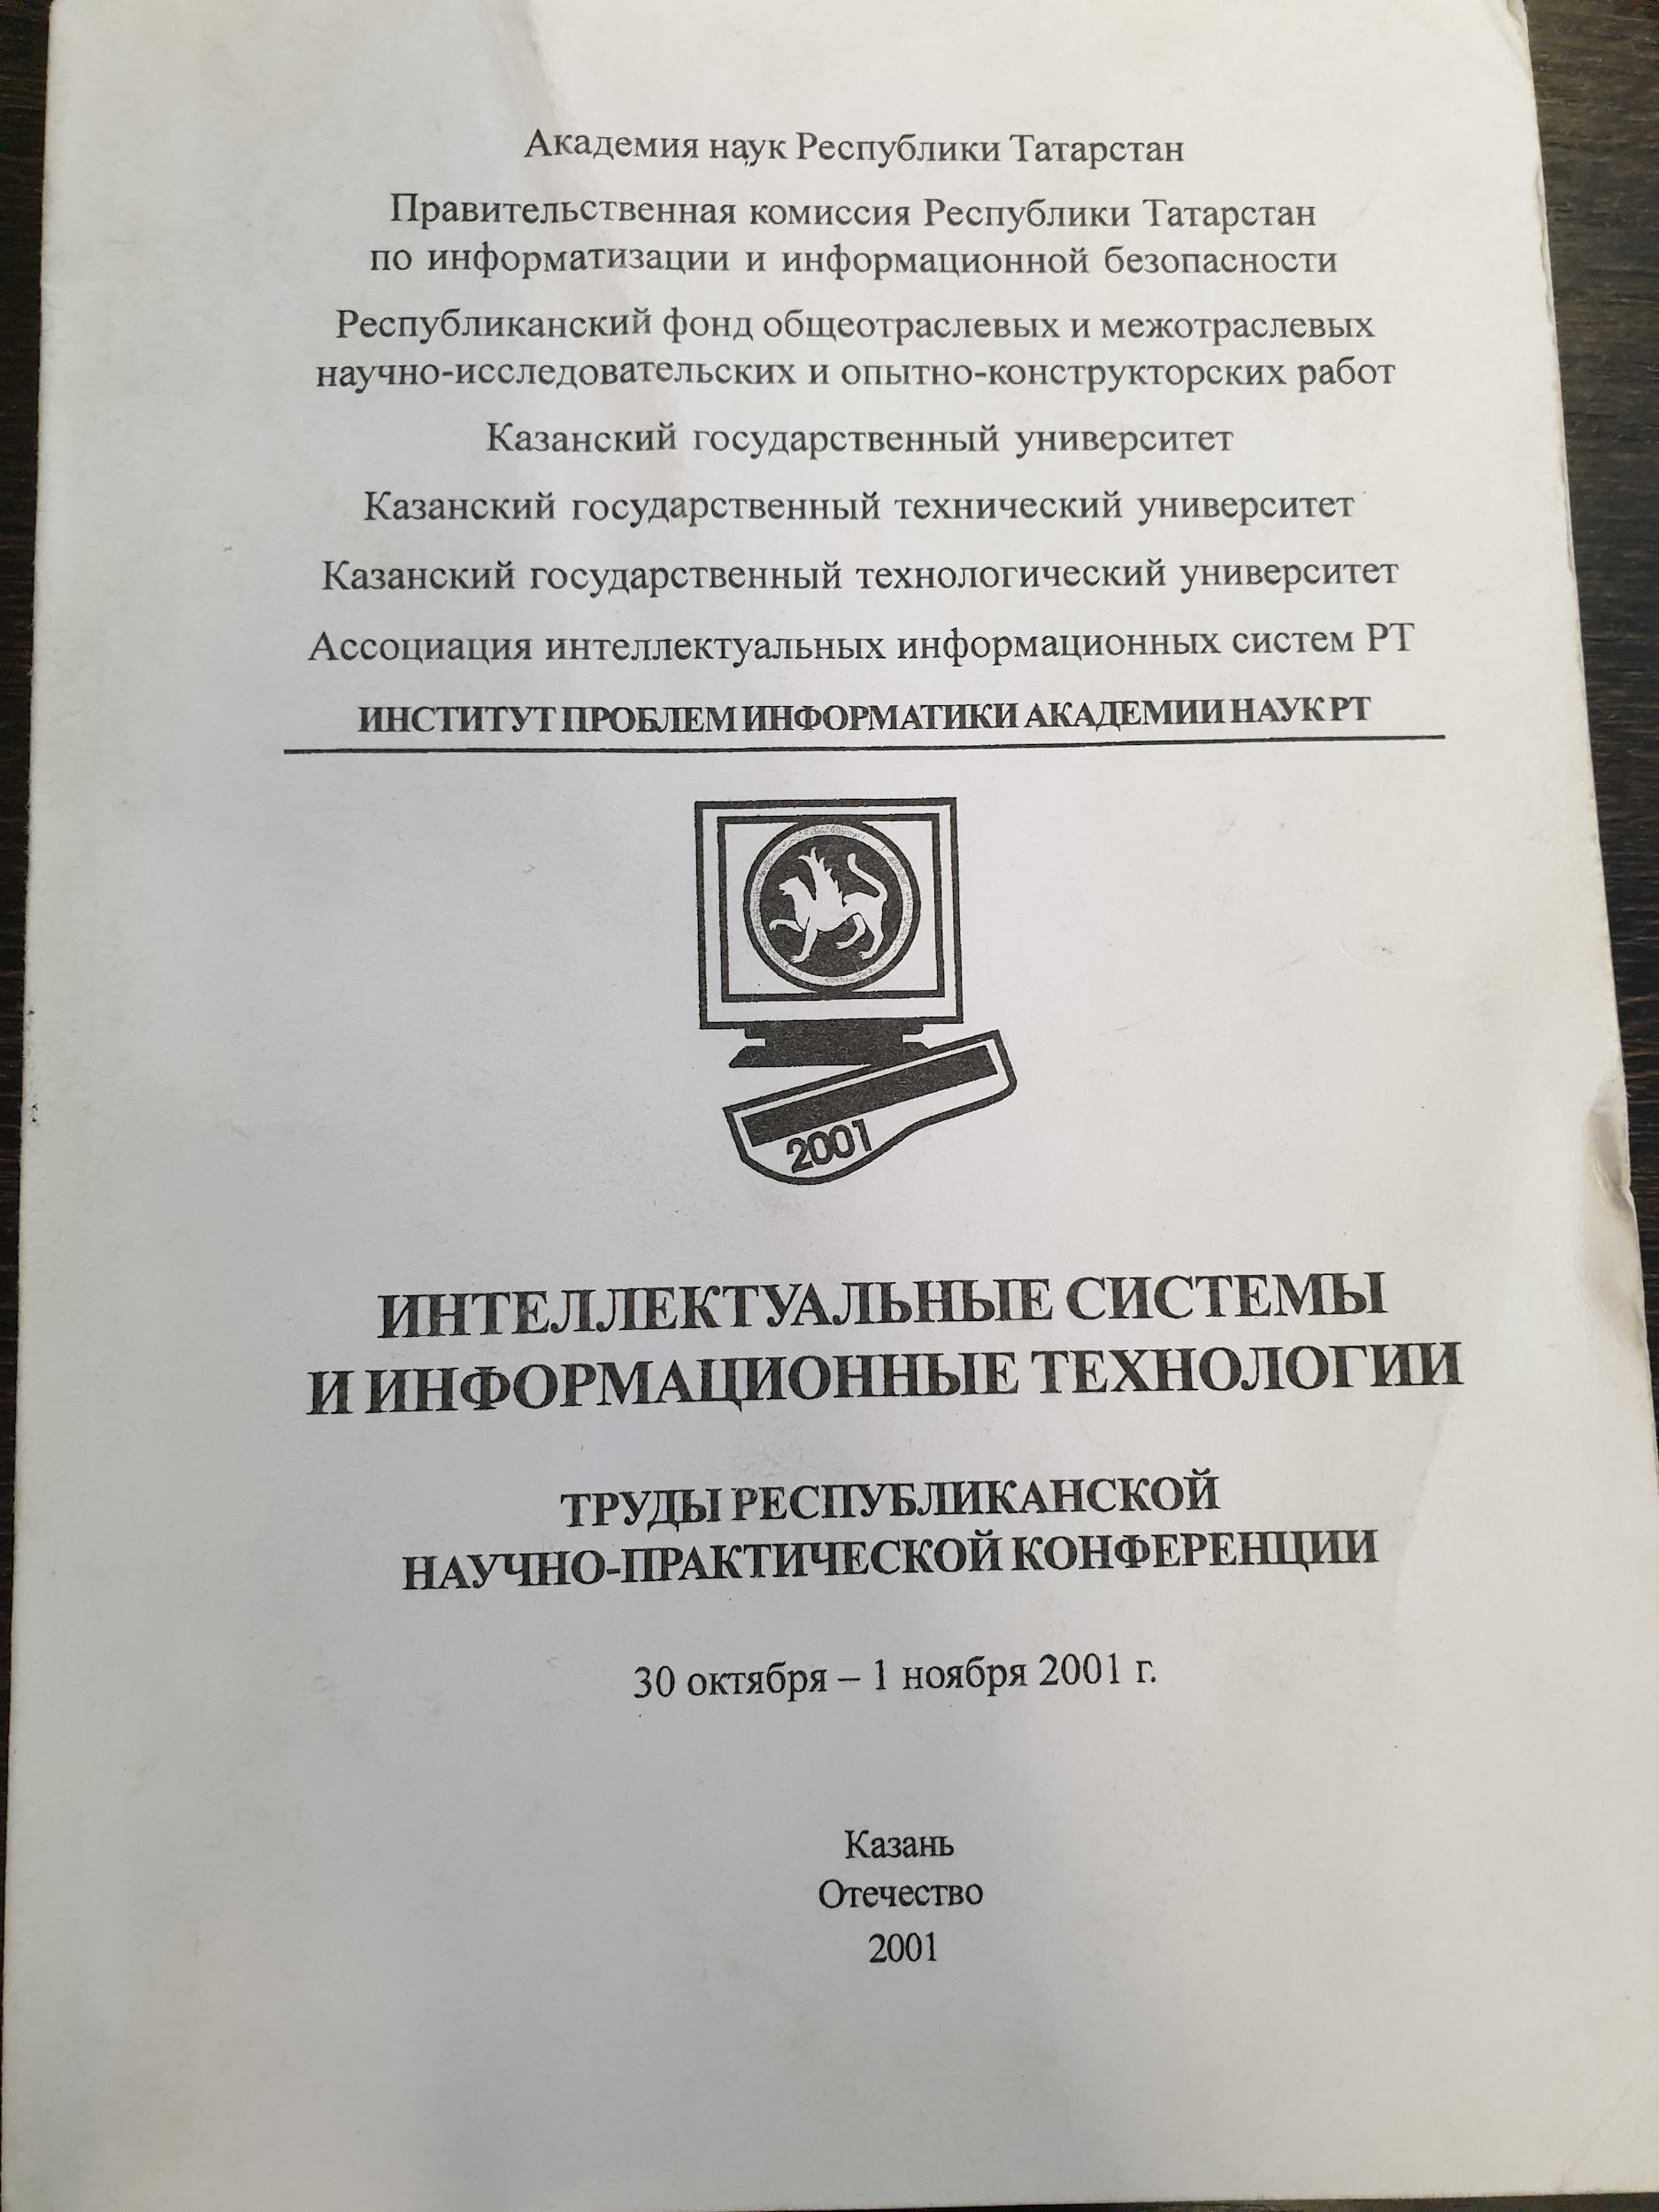 Академия наук Республики Татарстан
Правительственная комиссия Республики Татарстан
по информатизации и информационной безопасности
Республиканский фонд общеотраслевых и межотраслевых
научно-исследовательских и опытно-конструкторских работ
Казанский государственный университет
Казанский государственный технический университет
Казанский государственный технологический университет
Ассоциация интеллектуальных информационных систем РТ
ИНСТИТУТ ПРОБЛЕМ ИНФОРМАТИКИ АКАДЕМИИ НАУК РТ
2001
ИНТЕЛЛЕКТУАЛЬНЫЕ СИСТЕМЫ
И ИНФОРМАЦИОННЫЕ ТЕХНОЛОГИИ
ТРУДЫ РЕСПУБЛИКАНСКОЙ
НАУЧНО-ПРАКТИЧЕСКОЙ КОНФЕРЕНЦИИ
30 октября – 1 ноября 2001 г.
Казань
Отечество
2001